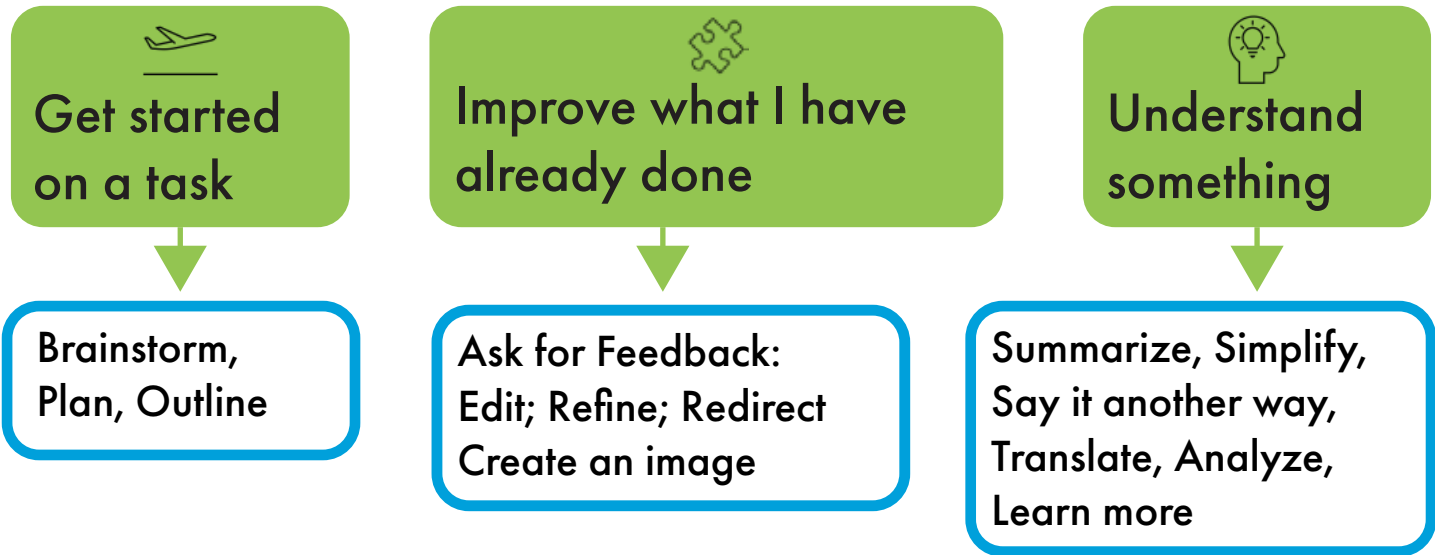 Get started
on a task
Improve what I have
already done
Understand
something
Brainstorm,
Plan, Outline
Ask for Feedback:
Edit; Refine; Redirect
Create an image
Summarize, Simplify,
Say it another way,
Translate, Analyze,
Learn more